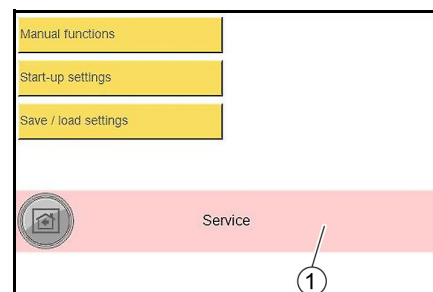 Manual functions
Start-up settings
Save / load settings
Service
1